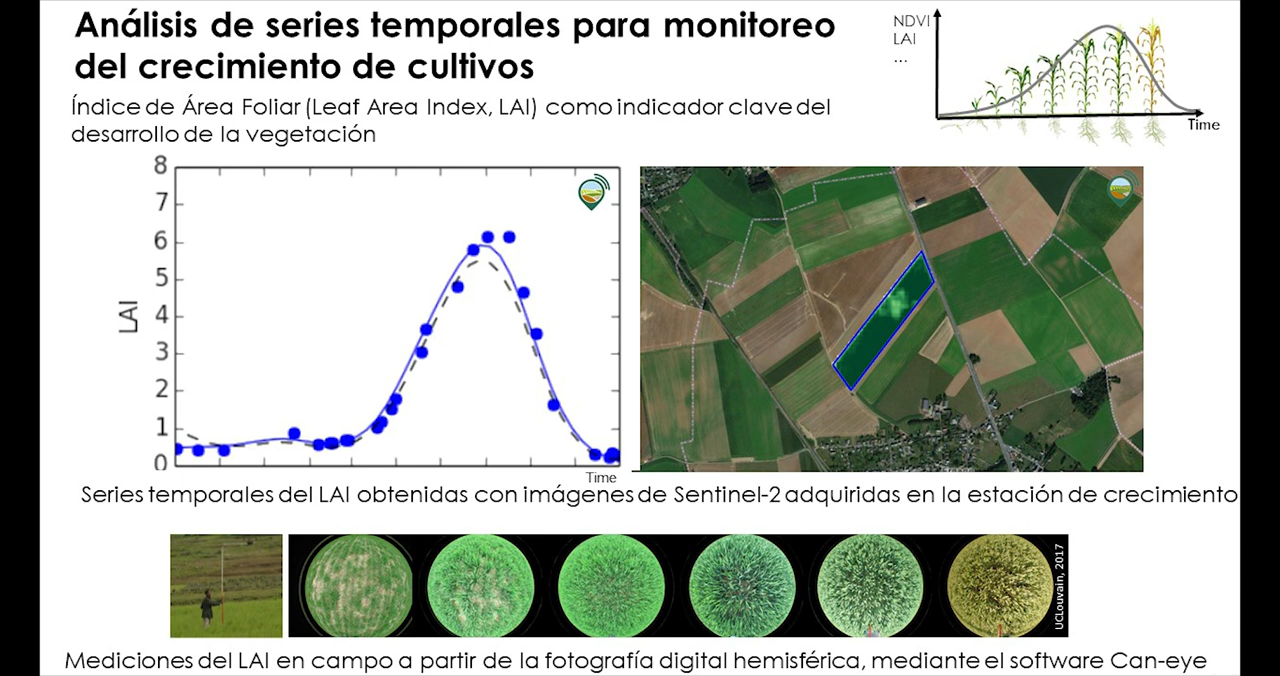 Análisis de series temporales para monitoreo
del crecimiento de cultivos
NDVI
LAI
...
Time
Índice de Área Foliar (Leaf Area Index, LAI) como indicador clave del
desarrollo de la vegetación
8
7
6
5
4
3
2
1
0
LAI
Time
Series temporales del LAI obtenidas con imágenes de Sentinel-2 adquiridas en la estación de crecimiento
UCLouvain, 2017
Mediciones del LAI en campo a partir de la fotografía digital hemisférica, mediante el software Can-eye